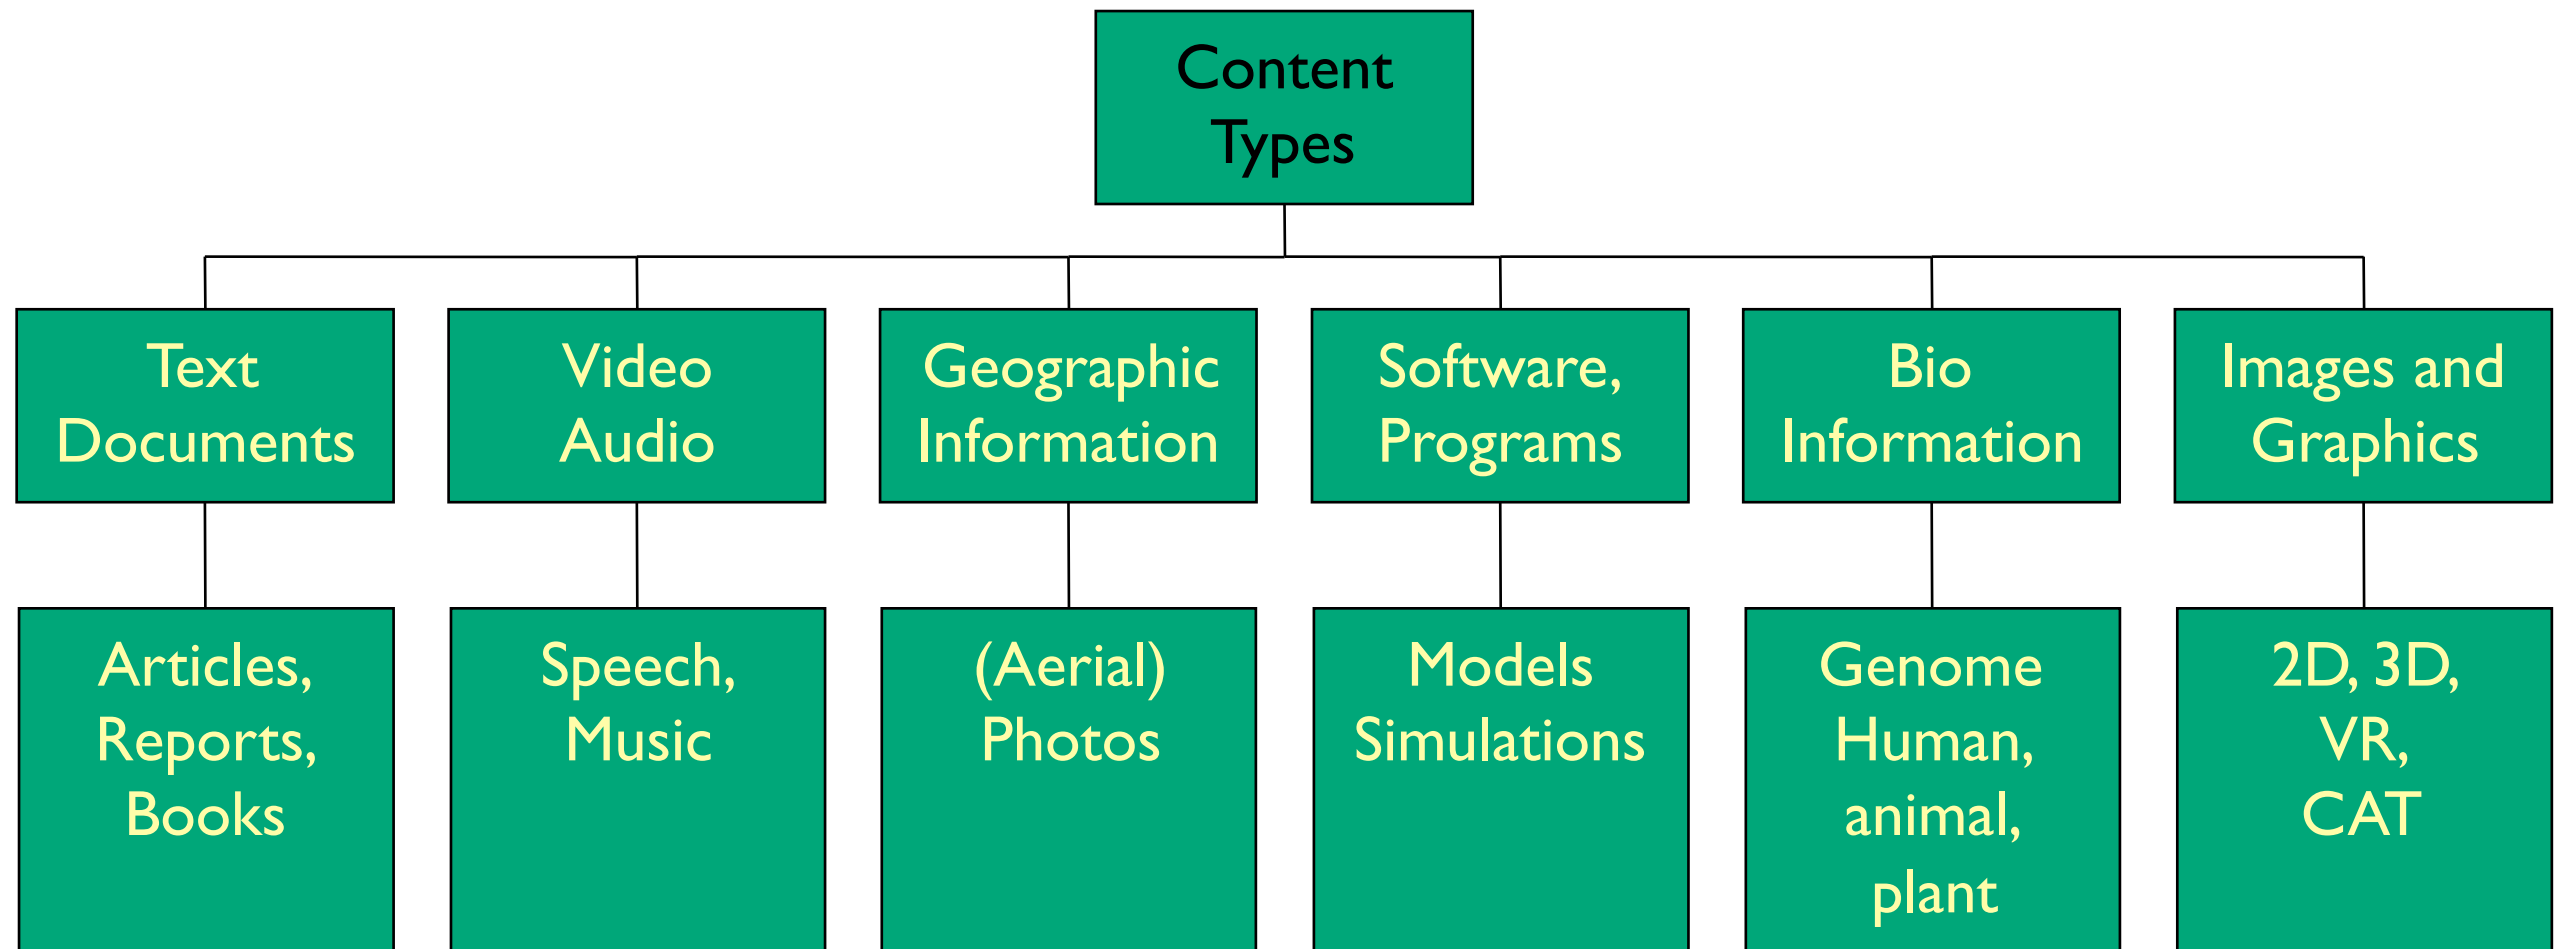 Content
Types
Text
Documents
Video
Audio
Geographic
Information
Software,
Programs
Bio
Information
Images and
Graphics
Articles,
Reports,
Books
Speech,
Music
(Aerial)
Photos
Models
Simulations
Genome
Human,
animal,
plant
2D, 3D,
VR,
CAT